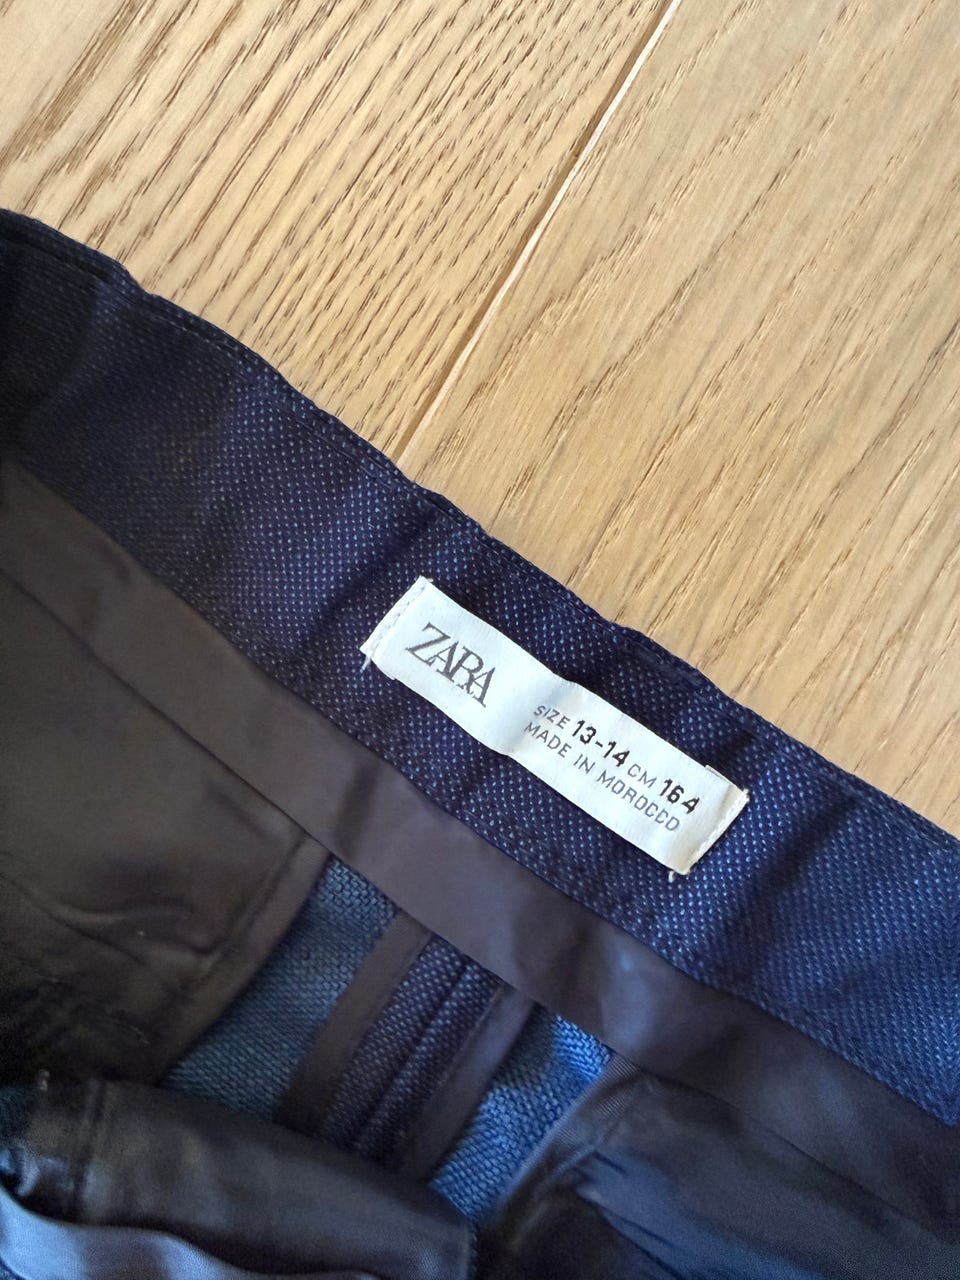 ZARA
SIZE 13-14 CM 164
MADE IN MOROCCO